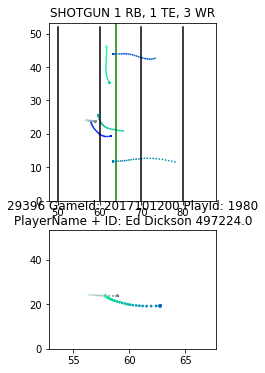 SHOTGUN 1 RB, 1 TE, 3 WR
50
40
30
20
10
0
50 60 70 80
29396 GameId: 2017101200 PlayId: 1980
PlayerName + ID: Ed Dickson 497224.0
40
20
0
55 60 65